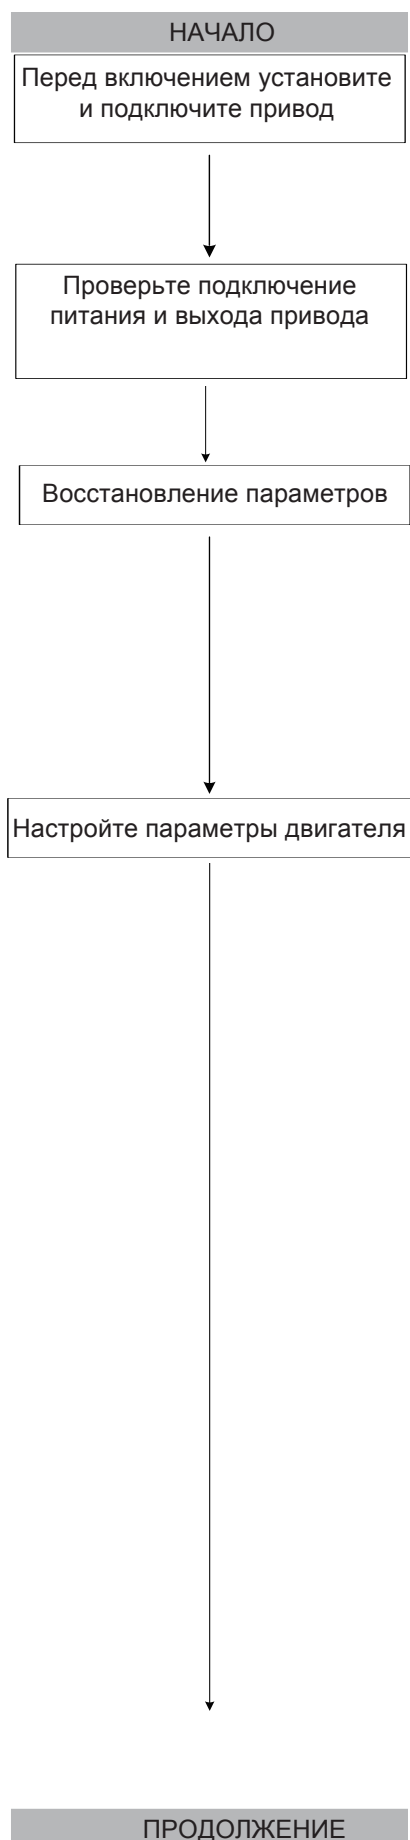 НАЧАЛО
Перед включением установите
и подключите привод
Проверьте подключение
питания и выхода привода
Восстановление параметров
Настройте параметры двигателя
ПРОДОЛЖЕНИЕ